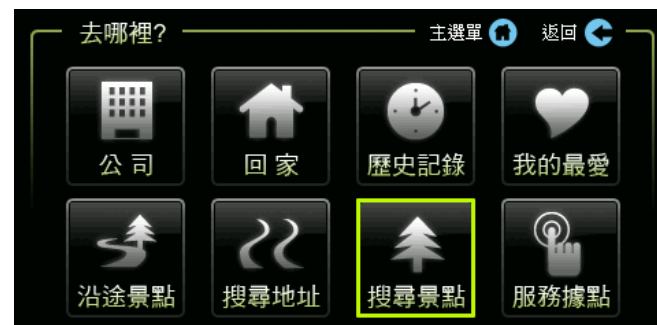 去哪裡? 主選單 返回
公司 回家 歷史記錄 我的最愛
沿途景點 搜尋地址 搜尋景點 服務據點